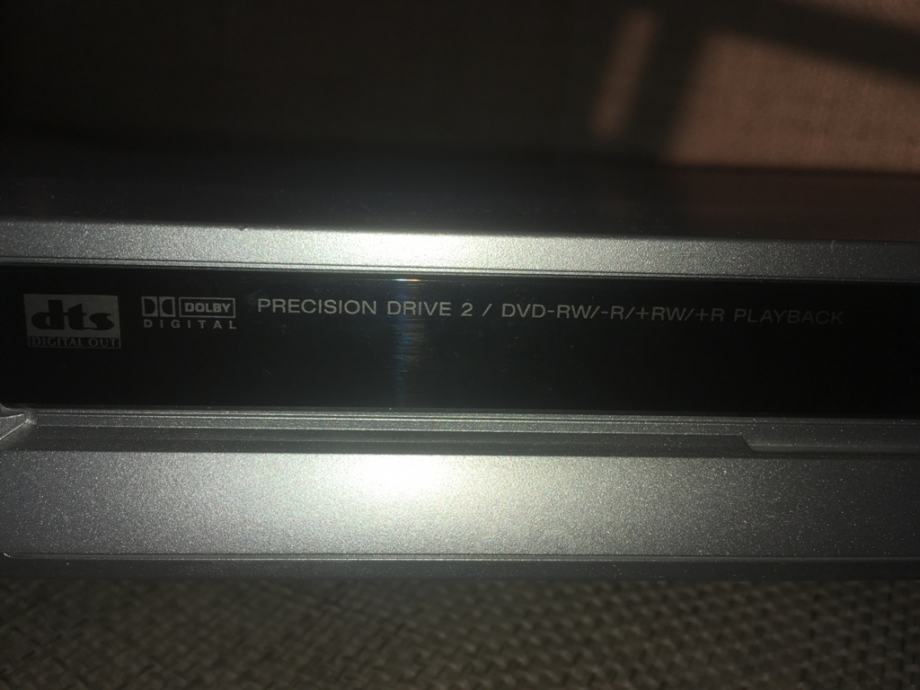 dts
DIGITAL OUT
DOLBY
DIGITAL
PRECISION DRIVE 2 / DVD-RW/-R/+RW/+R PLAYBACK